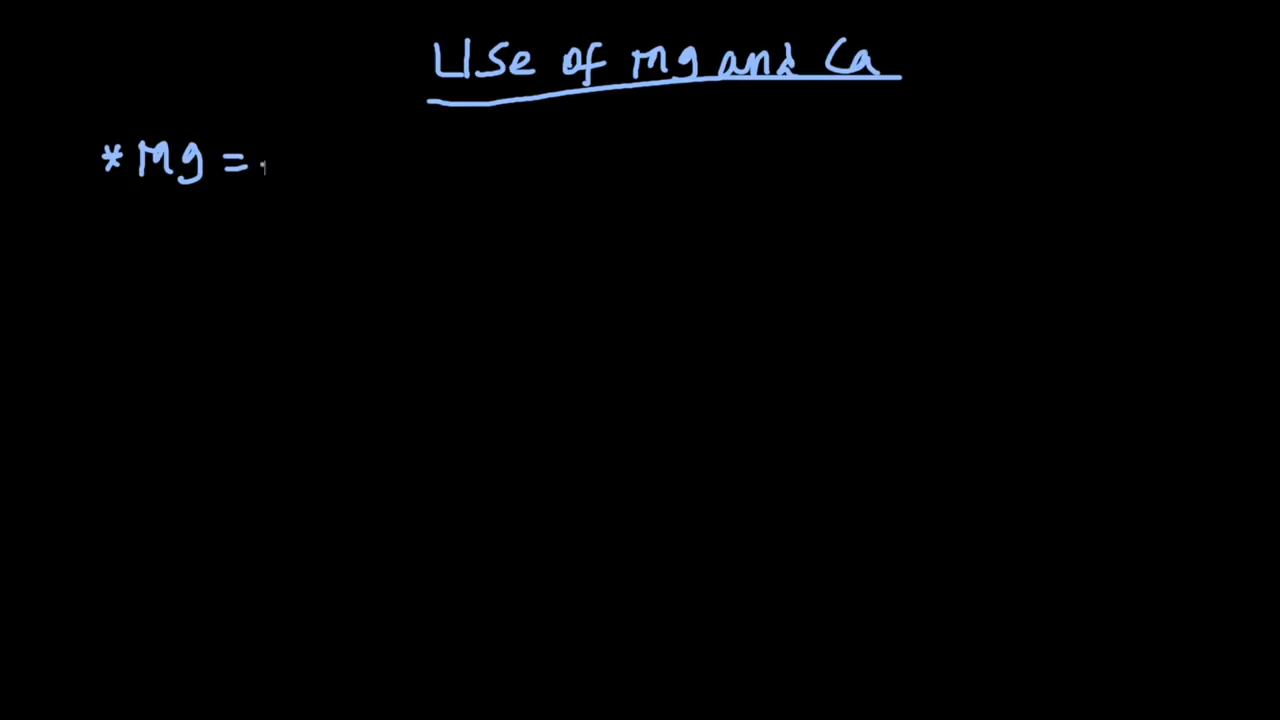 Use of Mg and Ca
* Mg =